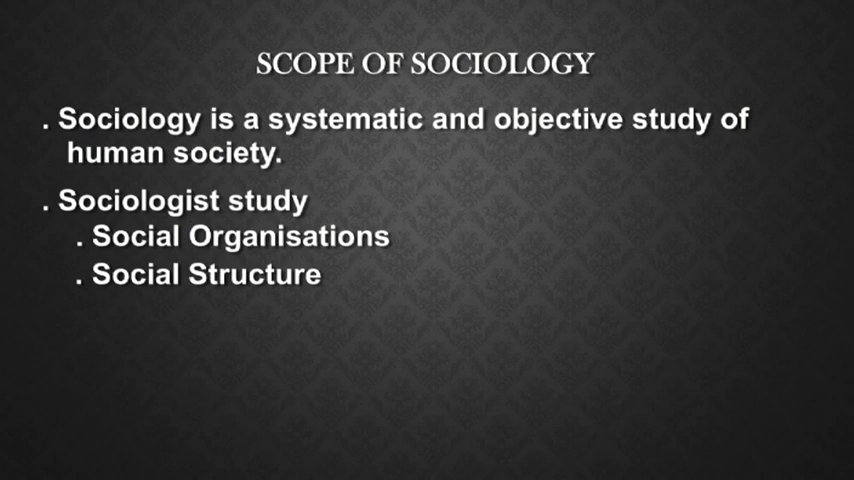 SCOPE OF SOCIOLOGY
. Sociology is a systematic and objective study of
human society.
. Sociologist study
. Social Organisations
. Social Structure